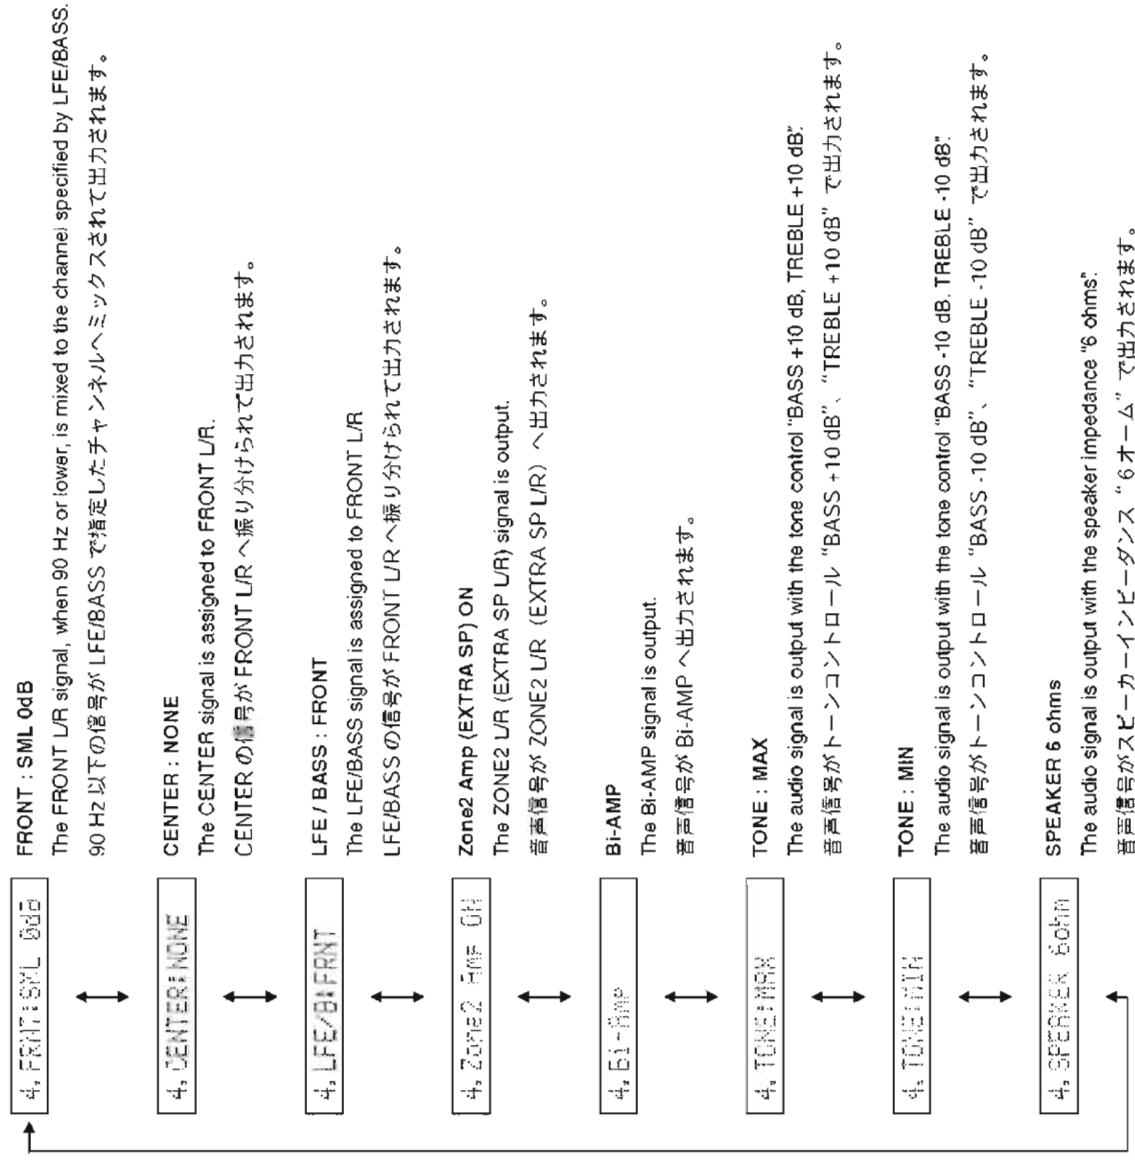 4. FRNT:SML 0dB
FRONT : SML 0dB
The FRONT L/R signal, when 90 Hz or lower, is mixed to the channel specified by LFE/BASS.
90 Hz 以下の信号が LFE/BASS で指定したチャンネルへミックスされて出力されます。
4. CENTER:NONE
CENTER : NONE
The CENTER signal is assigned to FRONT L/R.
CENTER の信号が FRONT L/R へ振り分けられて出力されます。
4. LFE/B:FRNT
LFE / BASS : FRONT
The LFE/BASS signal is assigned to FRONT L/R
LFE/BASS の信号が FRONT L/R へ振り分けられて出力されます。
4. Zone2 Amp ON
Zone2 Amp (EXTRA SP) ON
The ZONE2 L/R (EXTRA SP L/R) signal is output.
音声信号が ZONE2 L/R（EXTRA SP L/R）へ出力されます。
4. Bi-Amp
Bi-AMP
The Bi-AMP signal is output.
音声信号が Bi-AMP へ出力されます。
4. TONE:MAX
TONE : MAX
The audio signal is output with the tone control "BASS +10 dB, TREBLE +10 dB".
音声信号がトーンコントロール "BASS +10 dB"、"TREBLE +10 dB" で出力されます。
4. TONE:MIN
TONE : MIN
The audio signal is output with the tone control "BASS -10 dB. TREBLE -10 dB".
音声信号がトーンコントロール "BASS -10 dB"、"TREBLE -10 dB" で出力されます。
4. SPEAKER 6ohm
SPEAKER 6 ohms
The audio signal is output with the speaker impedance "6 ohms".
音声信号がスピーカーインピーダンス "6オーム" で出力されます。